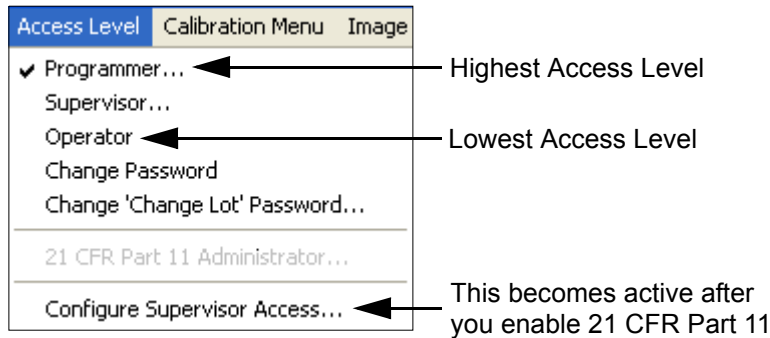 Access Level Calibration Menu Image
✔ Programmer... Highest Access Level
Supervisor...
Operator Lowest Access Level
Change Password
Change 'Change Lot' Password...
21 CFR Part 11 Administrator...
Configure Supervisor Access... This becomes active after
you enable 21 CFR Part 11